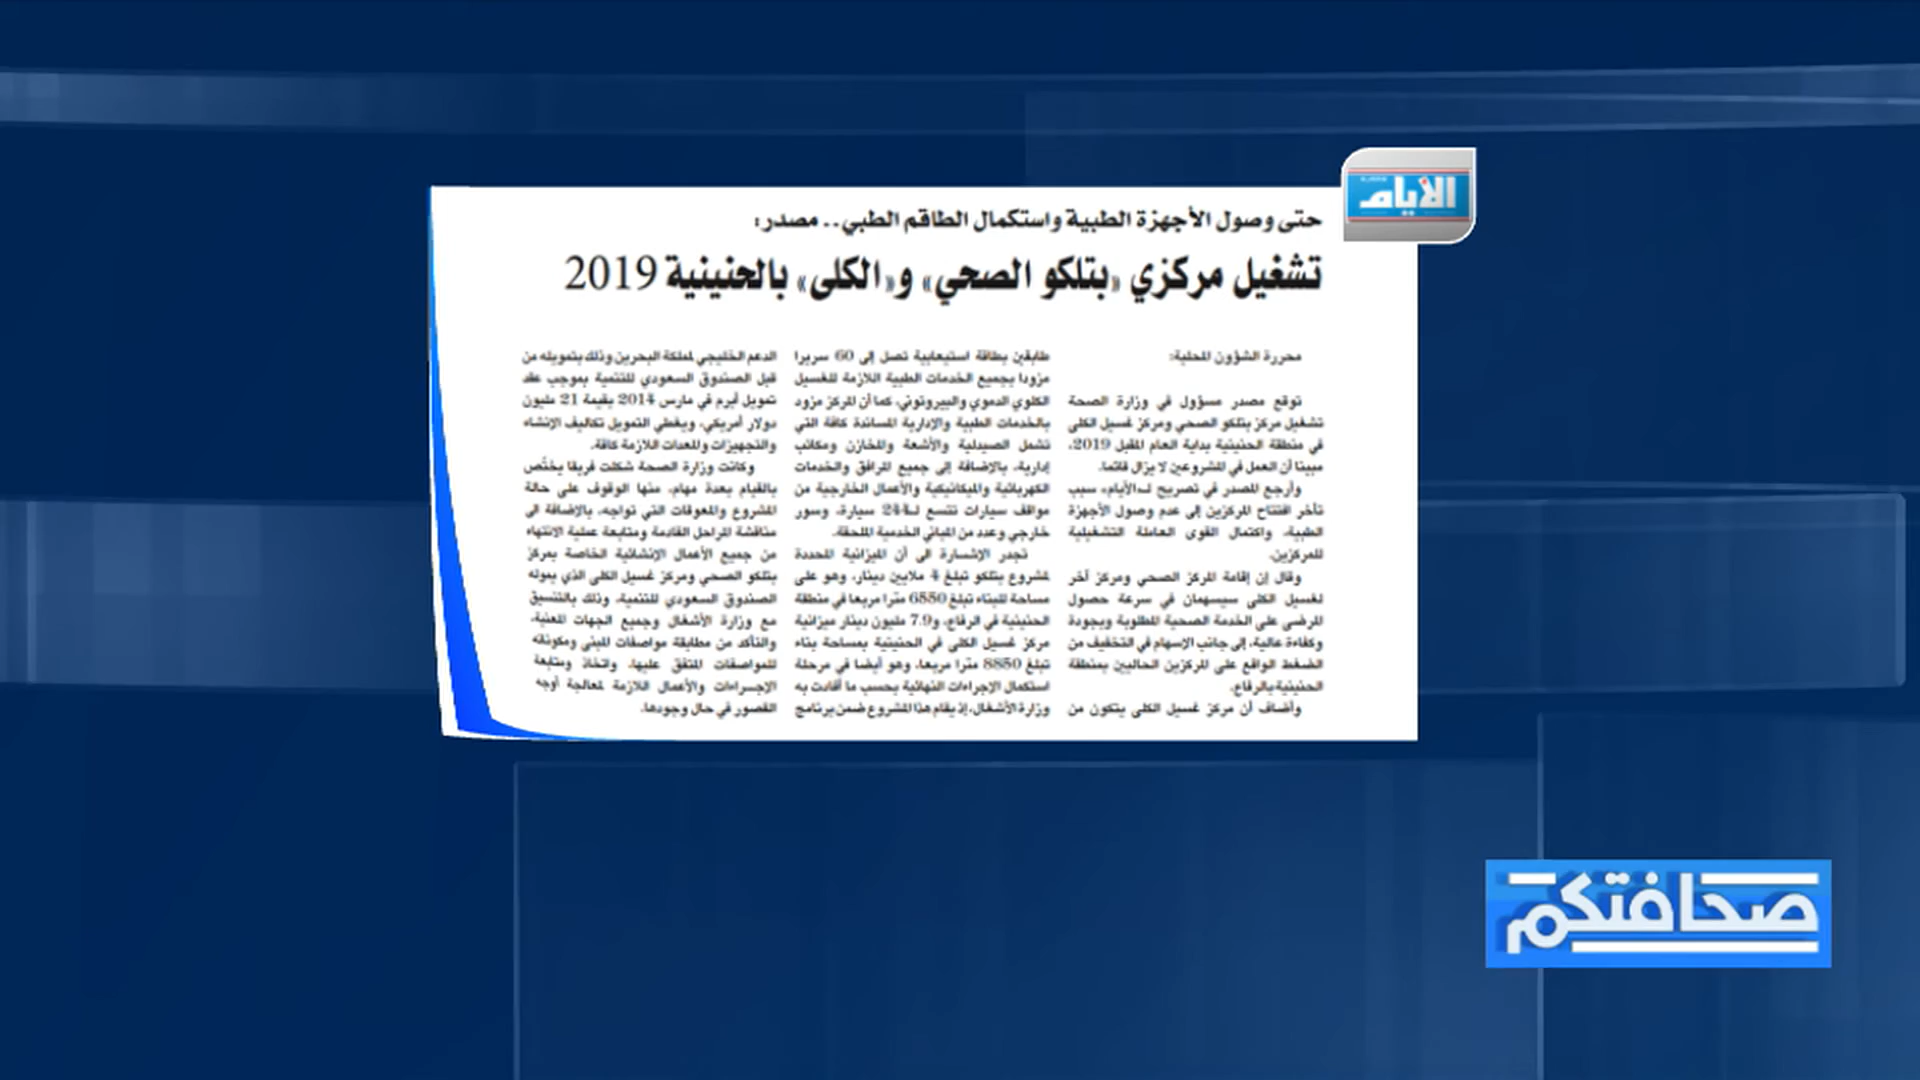 الأيام
حتى وصول الأجهزة الطبية واستكمال الطاقم الطبي.. مصدر:
تشغيل مركزي «بتلكو الصحي» و«الكلى» بالحنينية 2019
محررة الشؤون المحلية:
توقع مصدر مسؤول في وزارة الصحة
تشغيل مركز بتلكو الصحي ومركز غسيل الكلى
في منطقة الحنينية بداية العام المقبل 2019،
مبينا أن العمل في المشروعين لا يزال قائما.
وأرجع المصدر في تصريح لـ«الأيام» سبب
تأخر افتتاح المركزين إلى عدم وصول الأجهزة
الطبية، واكتمال القوى العاملة التشغيلية
للمركزين.
وقال إن إقامة المركز الصحي ومركز آخر
لغسيل الكلى سيسهمان في سرعة حصول
المرضى على الخدمة الصحية المطلوبة وبجودة
وكفاءة عالية، إلى جانب الإسهام في التخفيف من
الضغط الواقع على المركزين الحاليين بمنطقة
الحنينية بالرفاع.
وأضاف أن مركز غسيل الكلى يتكون من
طابقين بطاقة استيعابية تصل إلى 60 سريرا
مزودا بجميع الخدمات الطبية اللازمة للغسيل
الكلوي الدموي والبيروتوني، كما أن المركز مزود
بالخدمات الطبية والإدارية المساندة كافة التي
تشمل الصيدلية والأشعة والمخازن ومكاتب
إدارية، بالإضافة إلى جميع المرافق والخدمات
الكهربائية والميكانيكية والأعمال الخارجية من
مواقف سيارات تتسع لـ244 سيارة، وسور
خارجي وعدد من المباني الخدمية الملحقة.
تجدر الإشارة الى أن الميزانية المحددة
لمشروع بتلكو تبلغ 4 ملايين دينار، وهو على
مساحة للبناء تبلغ 6550 مترا مربعا في منطقة
الحنينية في الرفاع، و7.9 مليون دينار ميزانية
مركز غسيل الكلى في الحنينية بمساحة بناء
تبلغ 8850 مترا مربعا، وهو أيضا في مرحلة
استكمال الإجراءات النهائية بحسب ما أفادت به
وزارة الأشغال، إذ يقام هذا المشروع ضمن برنامج
الدعم الخليجي لمملكة البحرين وذلك بتمويله من
قبل الصندوق السعودي للتنمية بموجب عقد
تمويل أبرم في مارس 2014 بقيمة 21 مليون
دولار أمريكي، ويغطي التمويل تكاليف الإنشاء
والتجهيزات والمعدات اللازمة كافة.
وكانت وزارة الصحة شكلت فريقا يختّص
بالقيام بعدة مهام، منها الوقوف على حالة
المشروع والمعوقات التي تواجه، بالإضافة الى
مناقشة المراحل القادمة ومتابعة عملية الانتهاء
من جميع الأعمال الإنشائية الخاصة بمركز
بتلكو الصحي ومركز غسيل الكلى الذي يموله
الصندوق السعودي للتنمية، وذلك بالتنسيق
مع وزارة الأشغال وجميع الجهات المعنية،
والتأكد من مطابقة مواصفات المبنى ومكوناته
للمواصفات المتفق عليها، واتخاذ ومتابعة
الإجراءات والأعمال اللازمة لمعالجة أوجه
القصور في حال وجودها.
صحافتكم